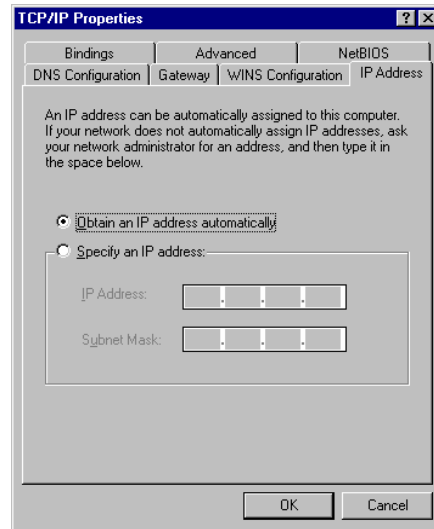 TCP/IP Properties
Bindings Advanced NetBIOS
DNS Configuration Gateway WINS Configuration IP Address
An IP address can be automatically assigned to this computer.
If your network does not automatically assign IP addresses, ask
your network administrator for an address, and then type it in
the space below.
Obtain an IP address automatically
Specify an IP address:
IP Address:
Subnet Mask:
OK Cancel